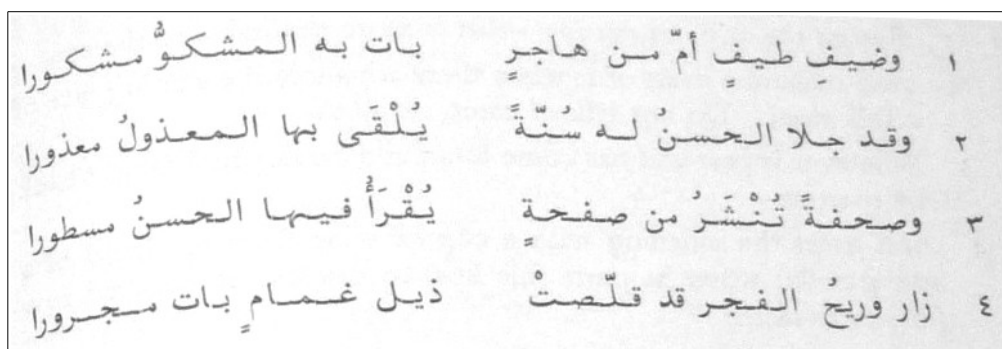 ١ وضيفِ طيفٍ أمّ من هاجرٍ بات به المشكوُّ مشكورا
٢ وقد جلا الحسنُ له سُنّةً يُلْقَى بها المعذولُ معذورا
٣ وصحفةً تُنْشَرُ من صفحةٍ يُقْرَأُ فيها الحسنُ مسطورا
٤ زار وريحُ الفجر قد قلّصتْ ذيل غمامٍ بات مجرورا